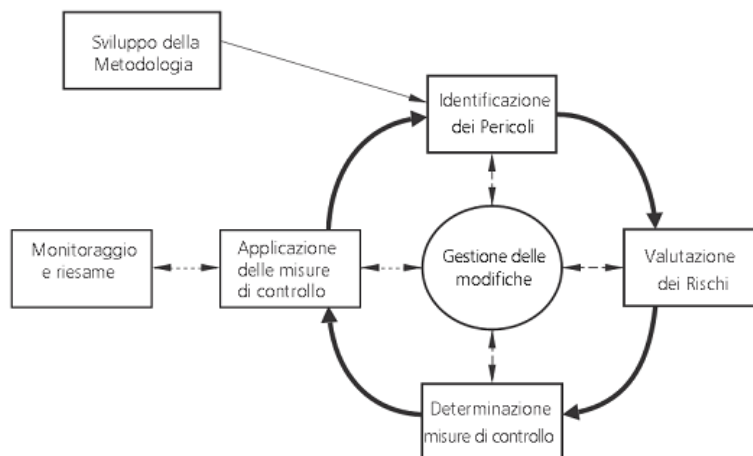 Sviluppo della
Metodologia
Identificazione
dei Pericoli
Monitoraggio
e riesame
Applicazione
delle misure
di controllo
Gestione delle
modifiche
Valutazione
dei Rischi
Determinazione
misure di controllo